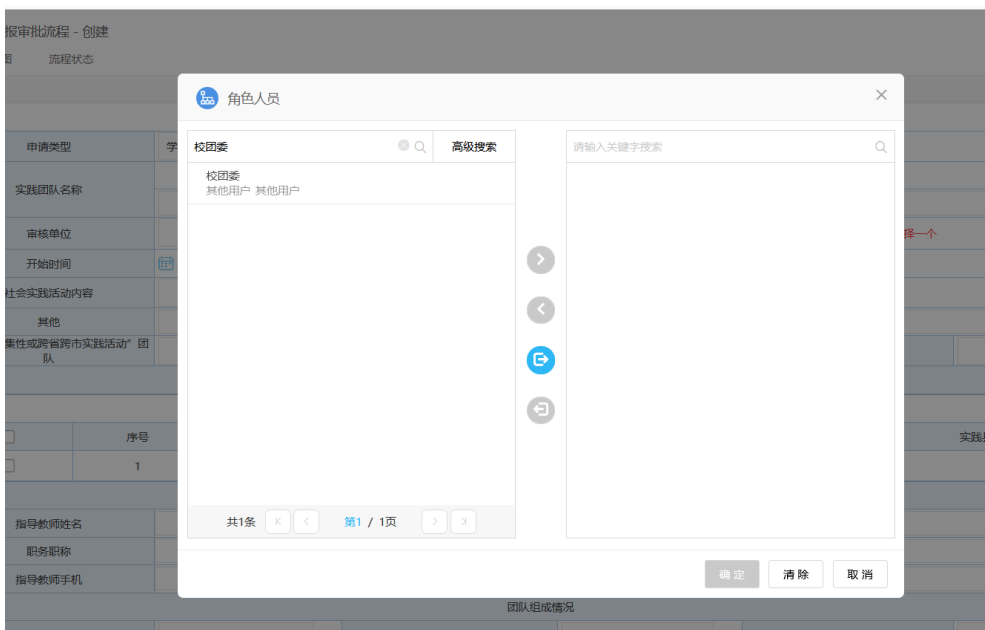 报审批流程 - 创建
图 流程状态
角色人员
校团委 高级搜索
请输入关键字搜索
校团委
其他用户 其他用户
申请类型 学
实践团队名称
审核单位 择一个
开始时间
社会实践活动内容
其他
集性或跨省跨市实践活动" 团
队
序号 实践
1
共1条 第1 / 1页
指导教师姓名
职务职称
指导教师手机
确定 清除 取消
团队组成情况